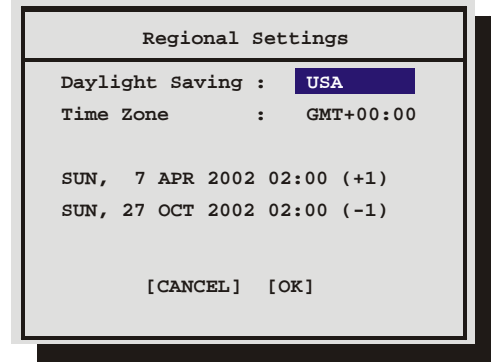 Regional Settings
Daylight Saving : USA
Time Zone : GMT+00:00
SUN, 7 APR 2002 02:00 (+1)
SUN, 27 OCT 2002 02:00 (-1)
[CANCEL] [OK]